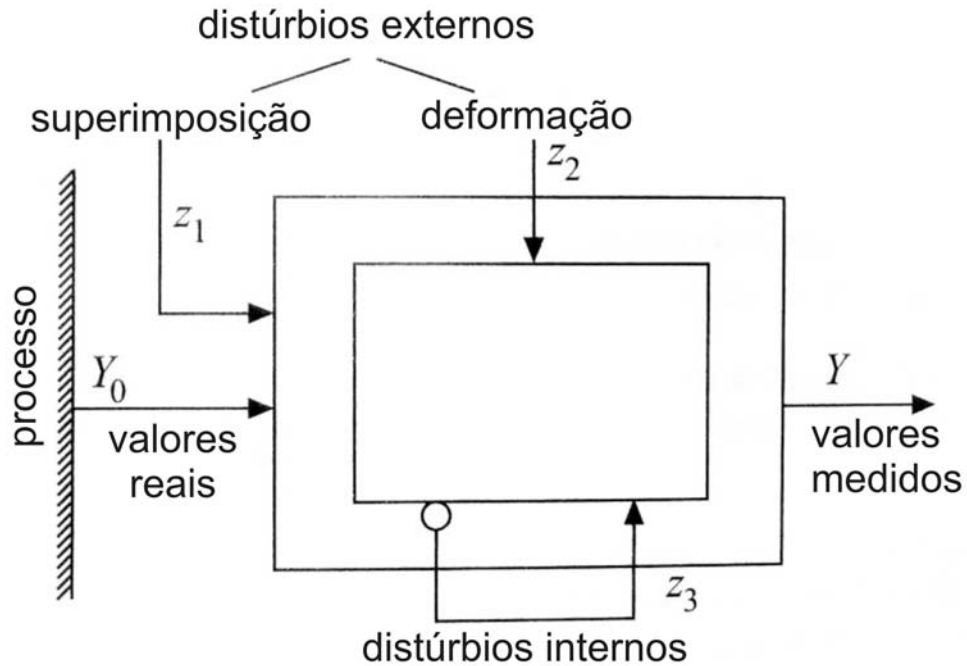 distúrbios externos
superimposição
deformação
z₂
z₁
processo
Y₀
valores
reais
Y
valores
medidos
z₃
distúrbios internos